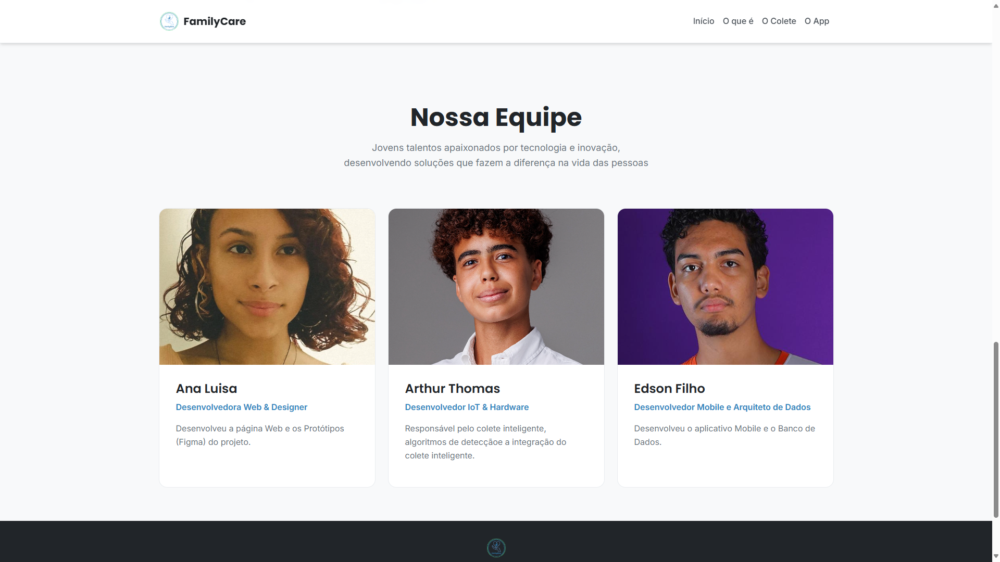 FamilyCare
Início O que é O Colete O App
Nossa Equipe
Jovens talentos apaixonados por tecnologia e inovação,
desenvolvendo soluções que fazem a diferença na vida das pessoas
Ana Luisa
Desenvolvedora Web & Designer
Desenvolveu a página Web e os Protótipos
(Figma) do projeto.
Arthur Thomas
Desenvolvedor IoT & Hardware
Responsável pelo colete inteligente,
algoritmos de detecçãoe a integração do
colete inteligente.
Edson Filho
Desenvolvedor Mobile e Arquiteto de Dados
Desenvolveu o aplicativo Mobile e o Banco de
Dados.